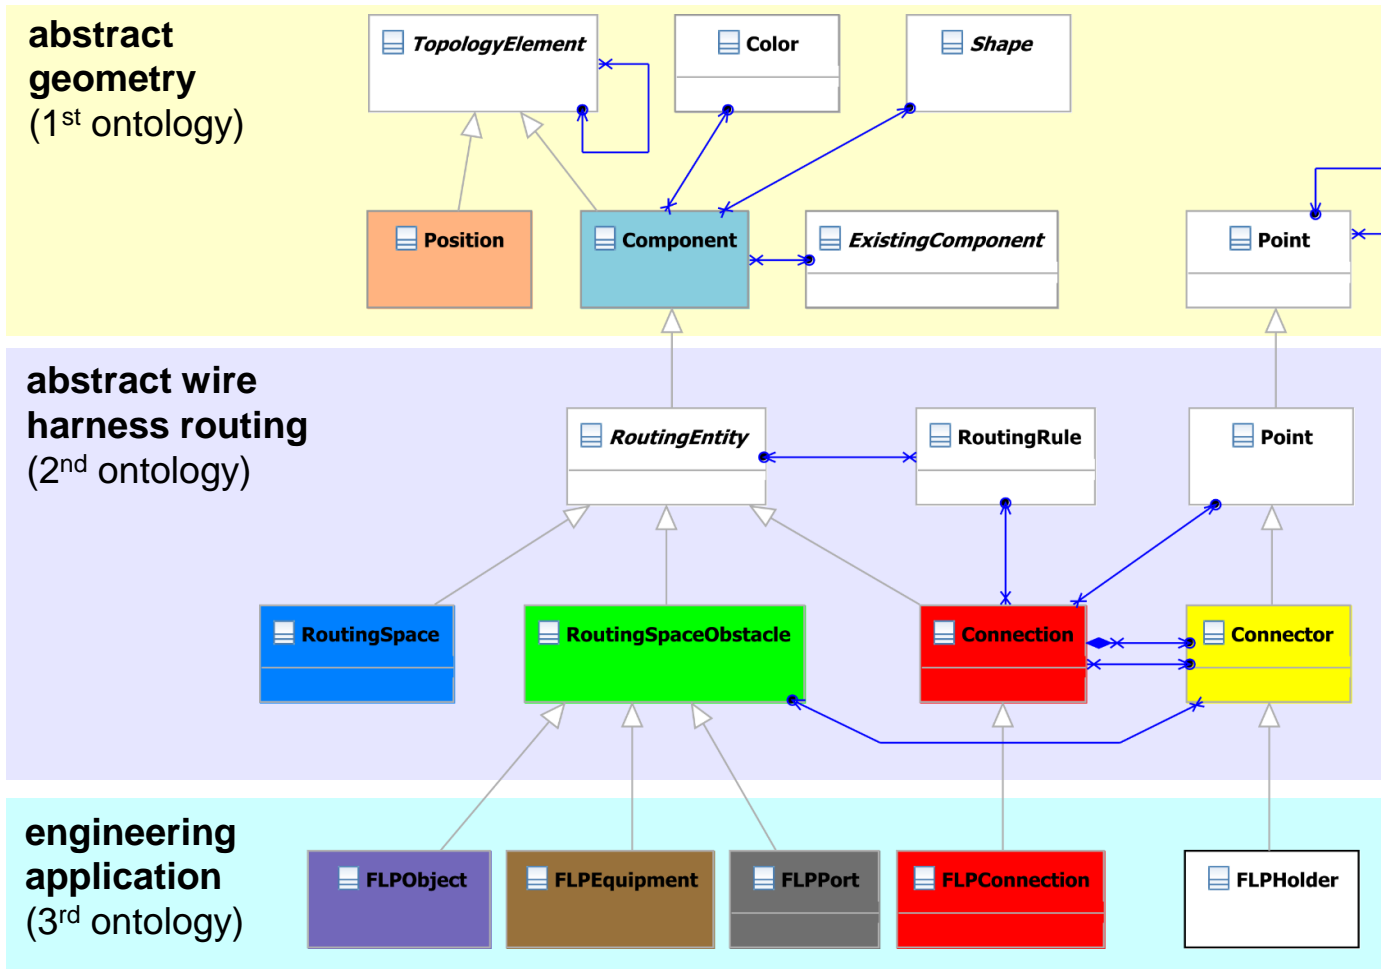 abstract
geometry
(1st ontology)
TopologyElement
Color
Shape
Position
Component
ExistingComponent
Point
abstract wire
harness routing
(2nd ontology)
RoutingEntity
RoutingRule
Point
RoutingSpace
RoutingSpaceObstacle
Connection
Connector
engineering
application
(3rd ontology)
FLPObject
FLPEquipment
FLPPort
FLPConnection
FLPHolder